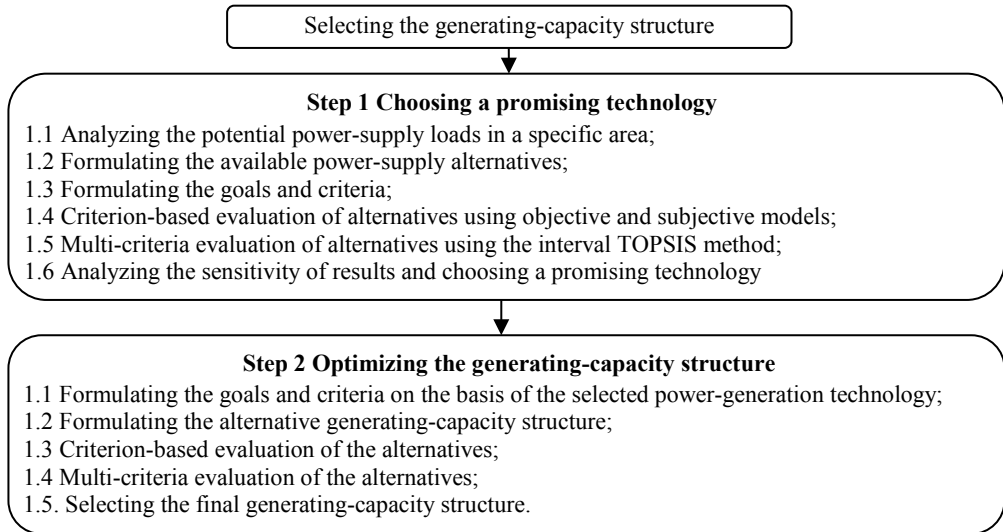 Selecting the generating-capacity structure
Step 1 Choosing a promising technology
1.1 Analyzing the potential power-supply loads in a specific area;
1.2 Formulating the available power-supply alternatives;
1.3 Formulating the goals and criteria;
1.4 Criterion-based evaluation of alternatives using objective and subjective models;
1.5 Multi-criteria evaluation of alternatives using the interval TOPSIS method;
1.6 Analyzing the sensitivity of results and choosing a promising technology
Step 2 Optimizing the generating-capacity structure
1.1 Formulating the goals and criteria on the basis of the selected power-generation technology;
1.2 Formulating the alternative generating-capacity structure;
1.3 Criterion-based evaluation of the alternatives;
1.4 Multi-criteria evaluation of the alternatives;
1.5. Selecting the final generating-capacity structure.